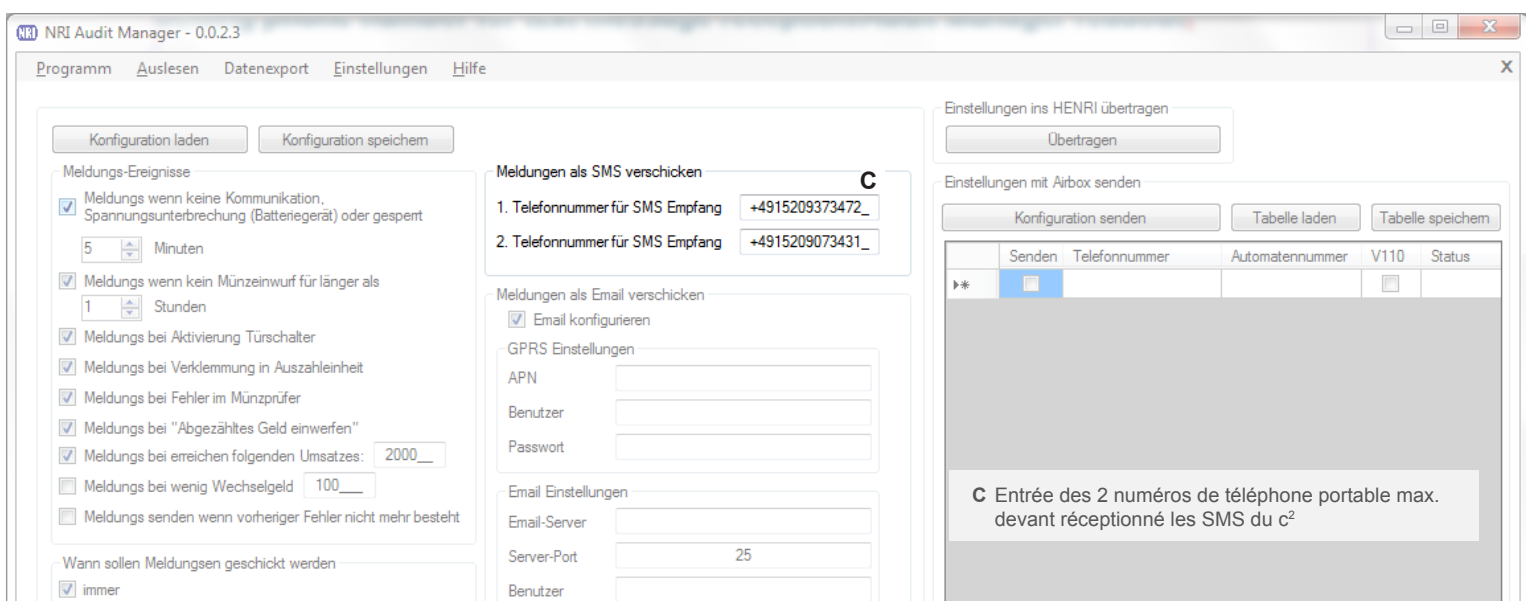 NRI Audit Manager - 0.0.2.3
Programm Auslesen Datenexport Einstellungen Hilfe X
Konfiguration laden Konfiguration speichern
Meldungs-Ereignisse
Meldungs wenn keine Kommunikation,
Spannungsunterbrechung (Batteriegerät) oder gesperrt
5 Minuten
Meldungs wenn kein Münzeinwurf für länger als
1 Stunden
Meldungs bei Aktivierung Türschalter
Meldungs bei Verklemmung in Auszahleinheit
Meldungs bei Fehler im Münzprüfer
Meldungs bei "Abgezähltes Geld einwerfen"
Meldungs bei erreichen folgenden Umsatzes: 2000__
Meldungs bei wenig Wechselgeld 100___
Meldungs senden wenn vorheriger Fehler nicht mehr besteht
Wann sollen Meldungsen geschickt werden
immer
Meldungen als SMS verschicken
C
1. Telefonnummer für SMS Empfang +4915209373472_
2. Telefonnummer für SMS Empfang +4915209073431_
Meldungen als Email verschicken
Email konfigurieren
GPRS Einstellungen
APN
Benutzer
Passwort
Email Einstellungen
Email-Server
Server-Port 25
Benutzer
Einstellungen ins HENRI übertragen
Übertragen
Einstellungen mit Airbox senden
Konfiguration senden Tabelle laden Tabelle speichern
Senden Telefonnummer Automatennummer V110 Status
C Entrée des 2 numéros de téléphone portable max.
devant réceptionné les SMS du c²